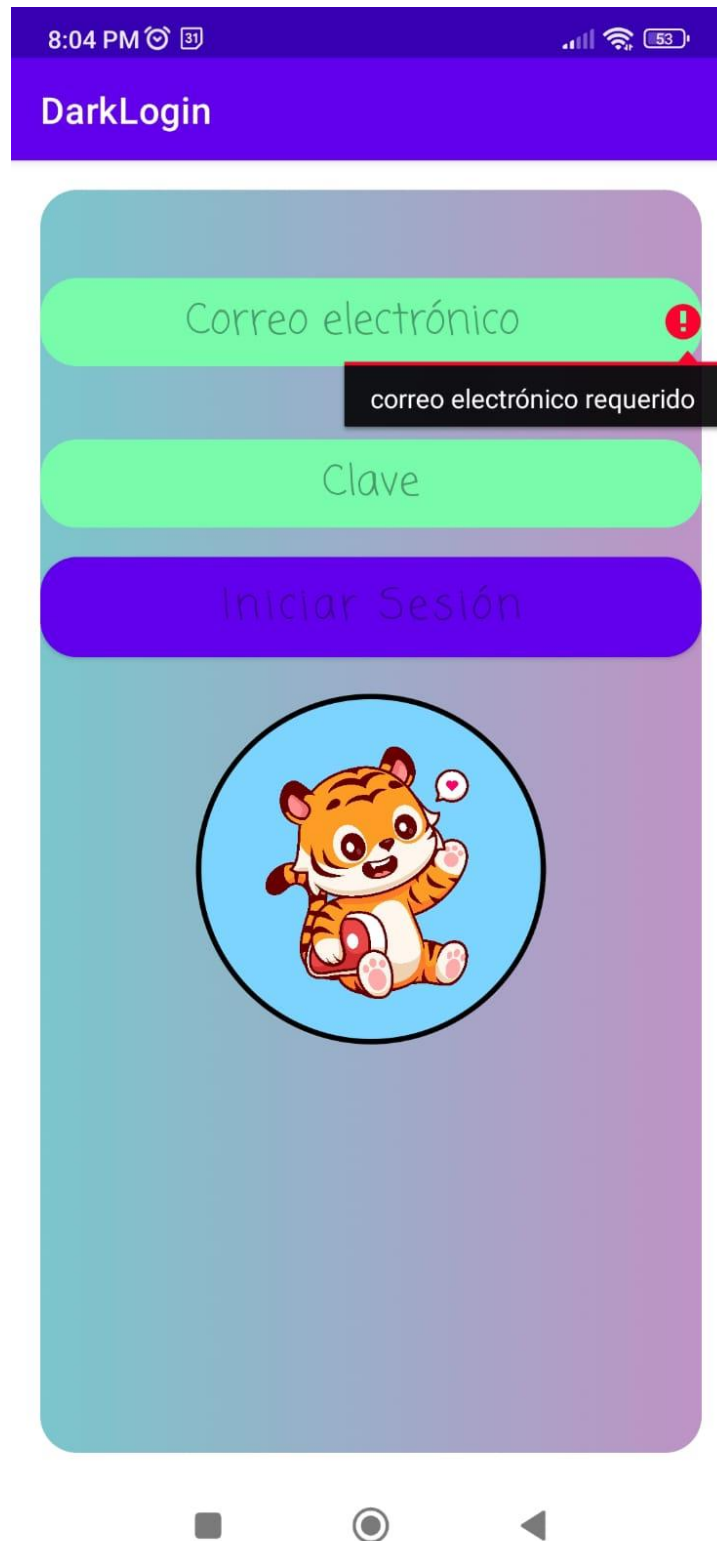 8:04 PM 31 53
DarkLogin
Correo electrónico
correo electrónico requerido
Clave
Iniciar Sesión